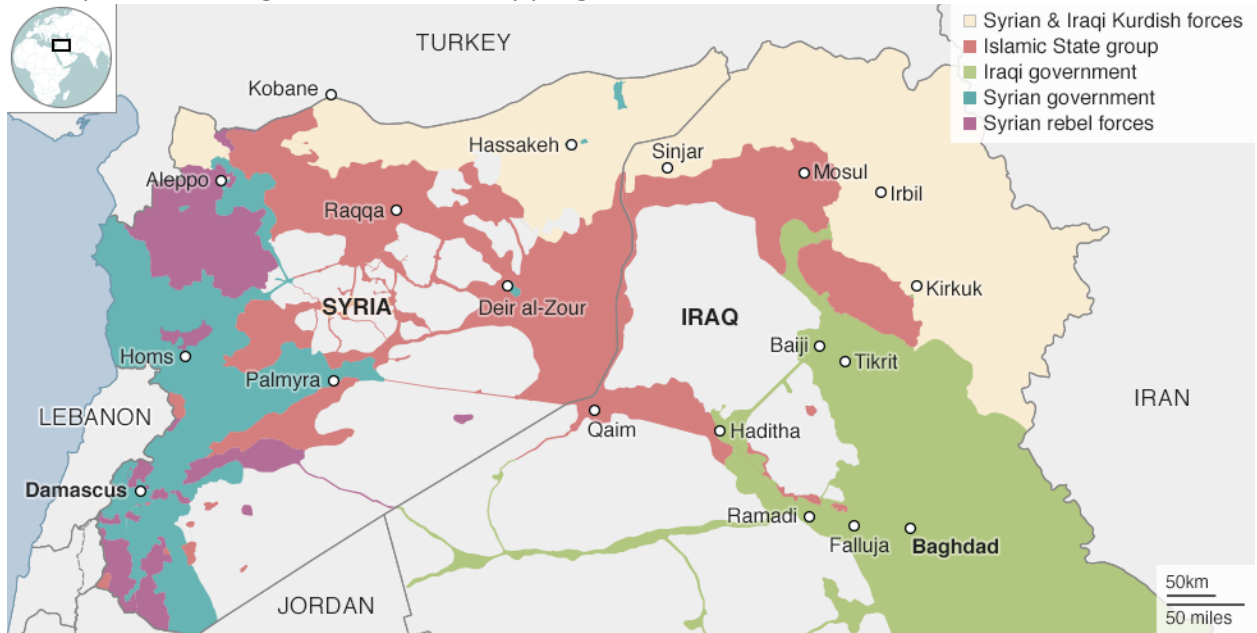 TURKEY
Syrian & Iraqi Kurdish forces
Islamic State group
Iraqi government
Syrian government
Syrian rebel forces
Kobane
Hassakeh
Sinjar
Mosul
Aleppo
Irbil
Raqqa
Deir al-Zour
Kirkuk
SYRIA
IRAQ
Baiji
Tikrit
Homs
Palmyra
LEBANON
IRAN
Qaim
Haditha
Damascus
Ramadi
Falluja
Baghdad
JORDAN
50km
50 miles